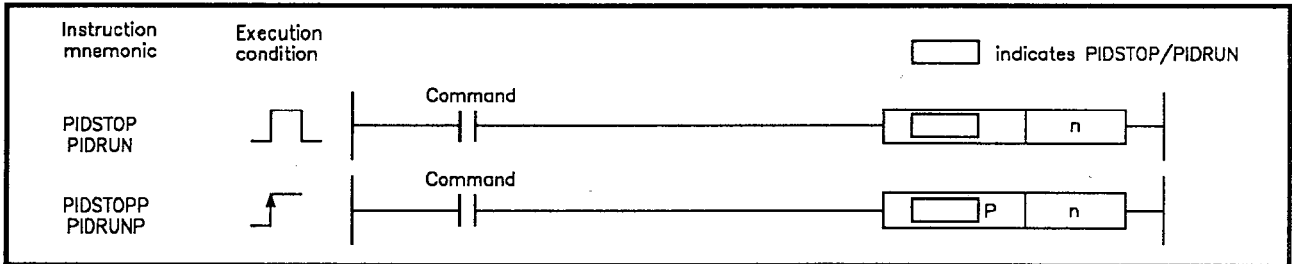 Instruction
mnemonic
Execution
condition
indicates PIDSTOP/PIDRUN
PIDSTOP
PIDRUN
Command
n
PIDSTOPP
PIDRUNP
Command
P
n